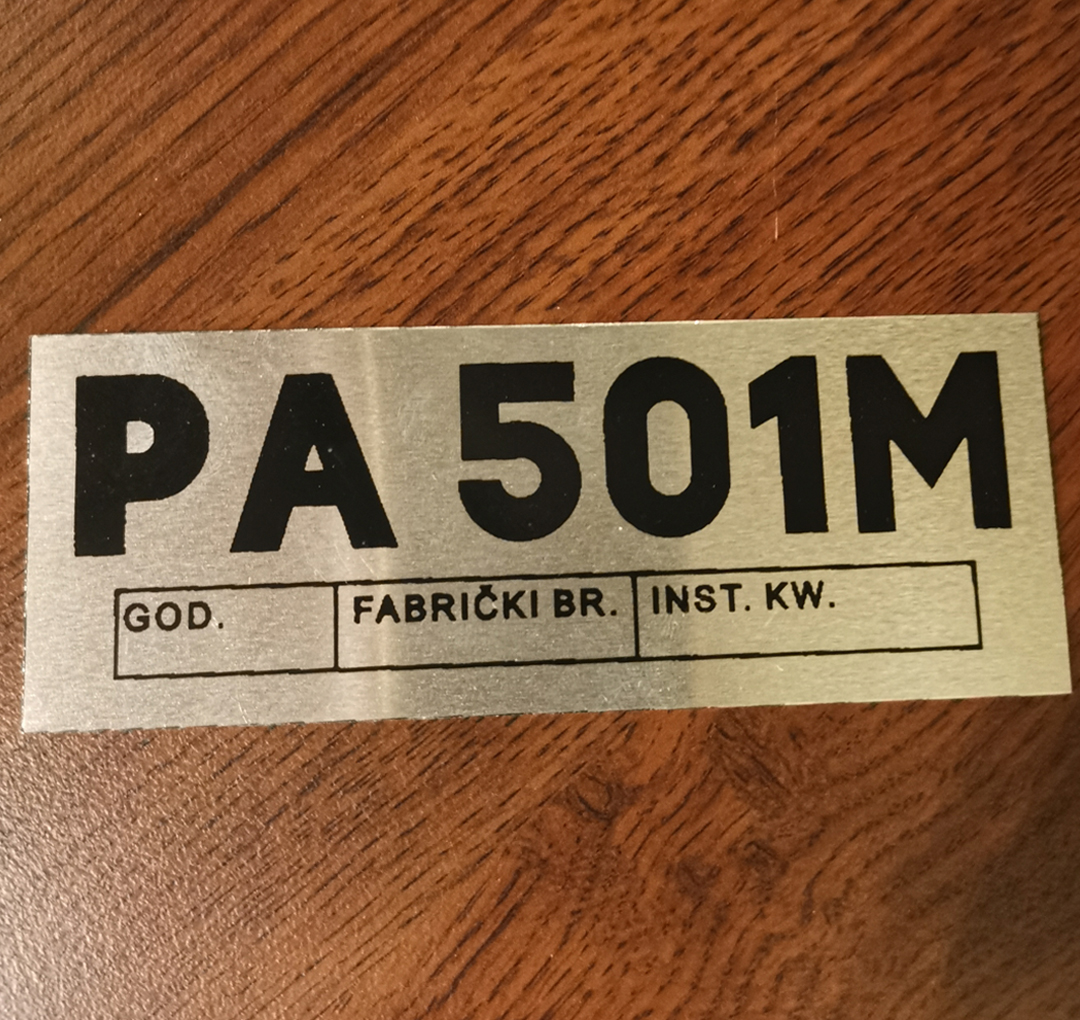 PA 501M
GOD. FABRIČKI BR. INST. KW.